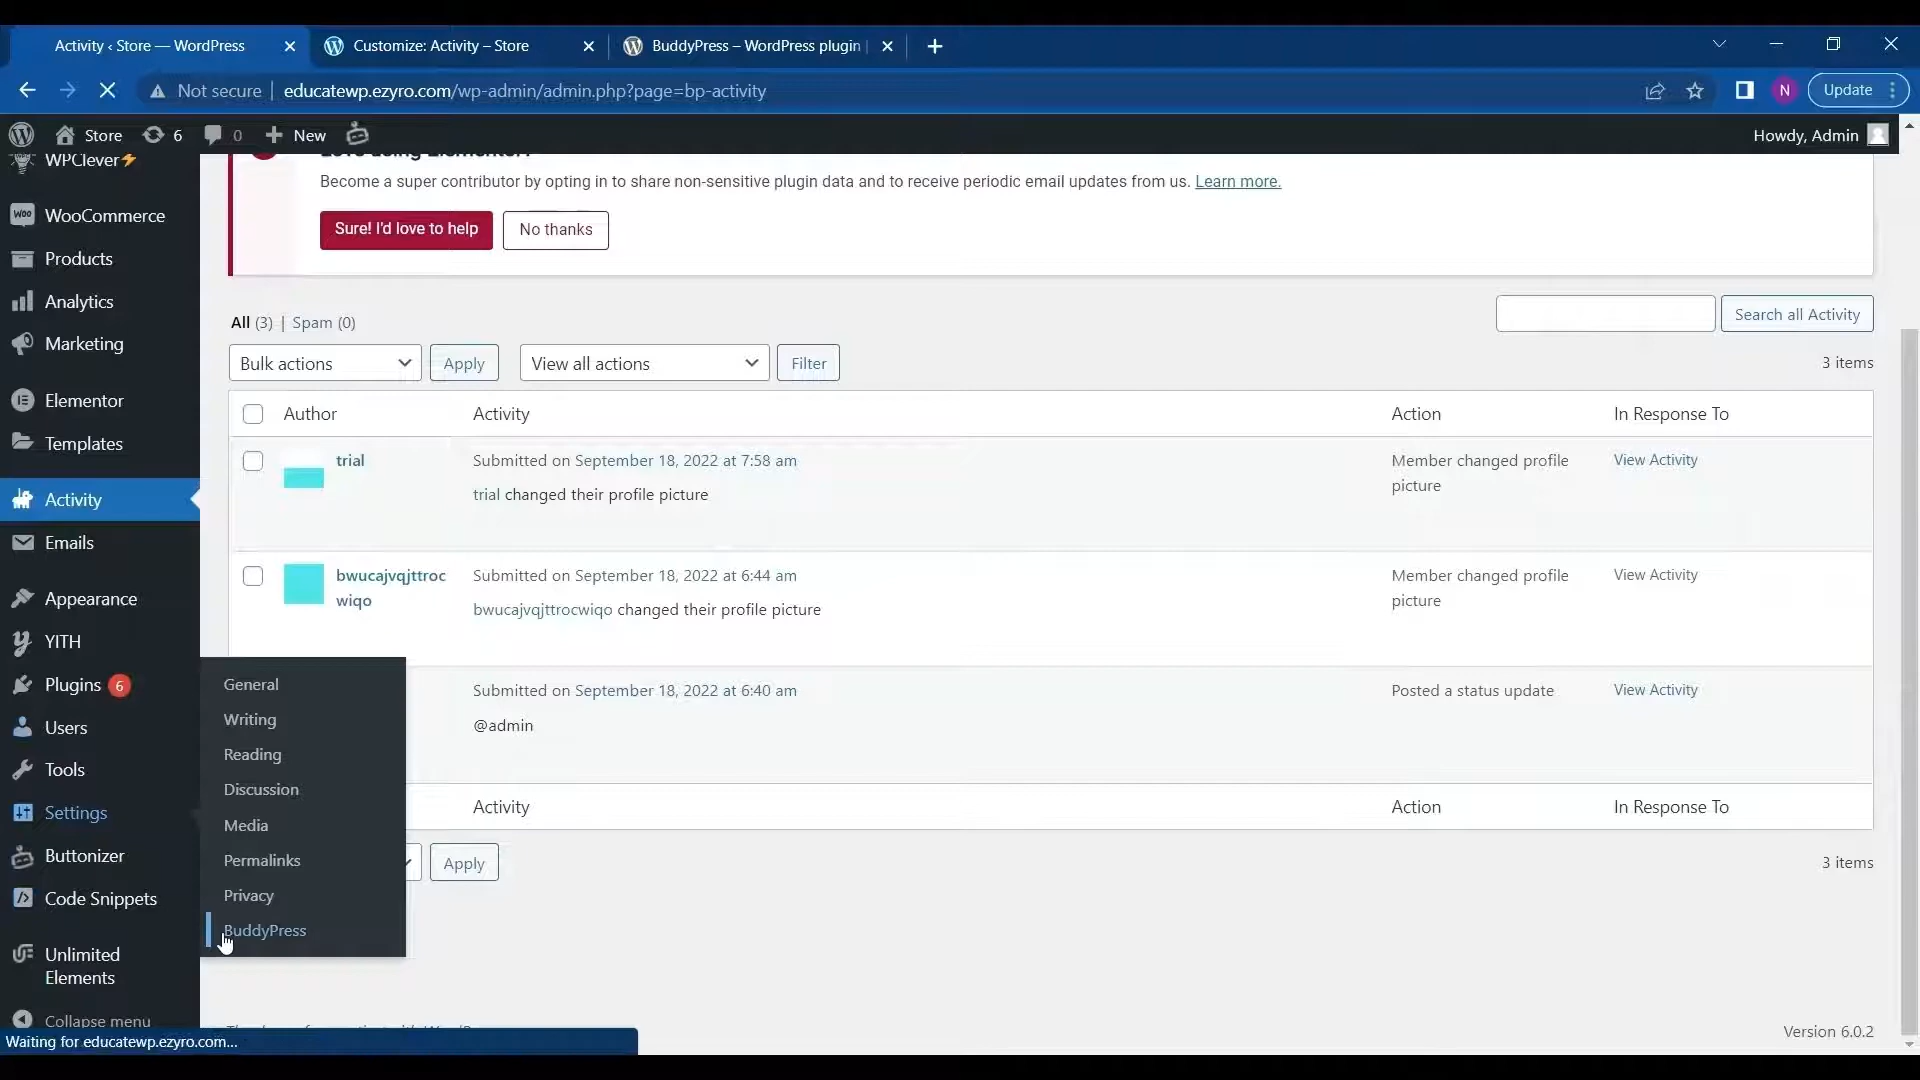 Activity ‹ Store — WordPress
Customize: Activity – Store
BuddyPress – WordPress plugin
Not secure
educatewp.ezyro.com/wp-admin/admin.php?page=bp-activity
N
Update
Store
6
0
New
Howdy, Admin
WPClever⚡
WooCommerce
Products
Analytics
Marketing
Elementor
Templates
Activity
Emails
Appearance
YITH
Plugins 6
Users
Tools
Settings
Buttonizer
Code Snippets
Unlimited
Elements
Collapse menu
Become a super contributor by opting in to share non-sensitive plugin data and to receive periodic email updates from us. Learn more.
Sure! I'd love to help
No thanks
All (3) | Spam (0)
Search all Activity
Bulk actions
Apply
View all actions
Filter
3 items
Author
Activity
Action
In Response To
trial
Submitted on September 18, 2022 at 7:58 am
trial changed their profile picture
Member changed profile
picture
View Activity
bwucajvqjttroc
wiqo
Submitted on September 18, 2022 at 6:44 am
bwucajvqjttrocwiqo changed their profile picture
Member changed profile
picture
View Activity
Submitted on September 18, 2022 at 6:40 am
@admin
Posted a status update
View Activity
Activity
Action
In Response To
Apply
3 items
General
Writing
Reading
Discussion
Media
Permalinks
Privacy
BuddyPress
Version 6.0.2
Waiting for educatewp.ezyro.com...